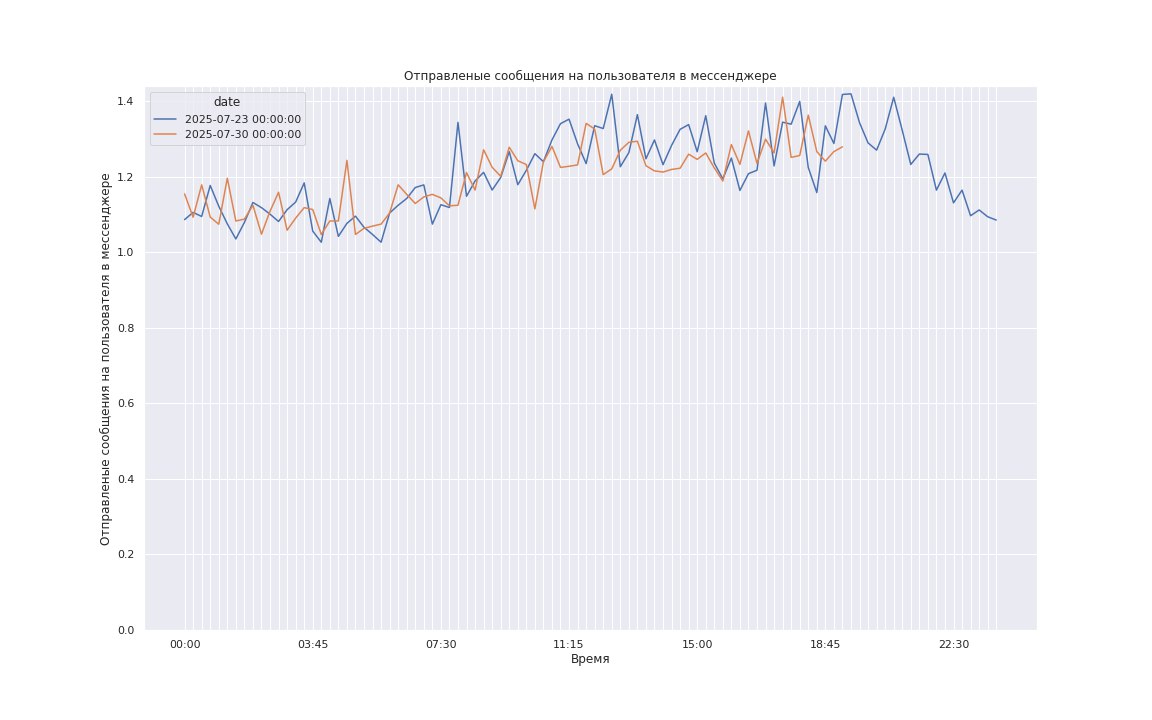 Отправленые сообщения на пользователя в мессенджере
date
2025-07-23 00:00:00
2025-07-30 00:00:00
Отправленые сообщения на пользователя в мессенджере
1.4
1.2
1.0
0.8
0.6
0.4
0.2
0.0
00:00 03:45 07:30 11:15 15:00 18:45 22:30
Время